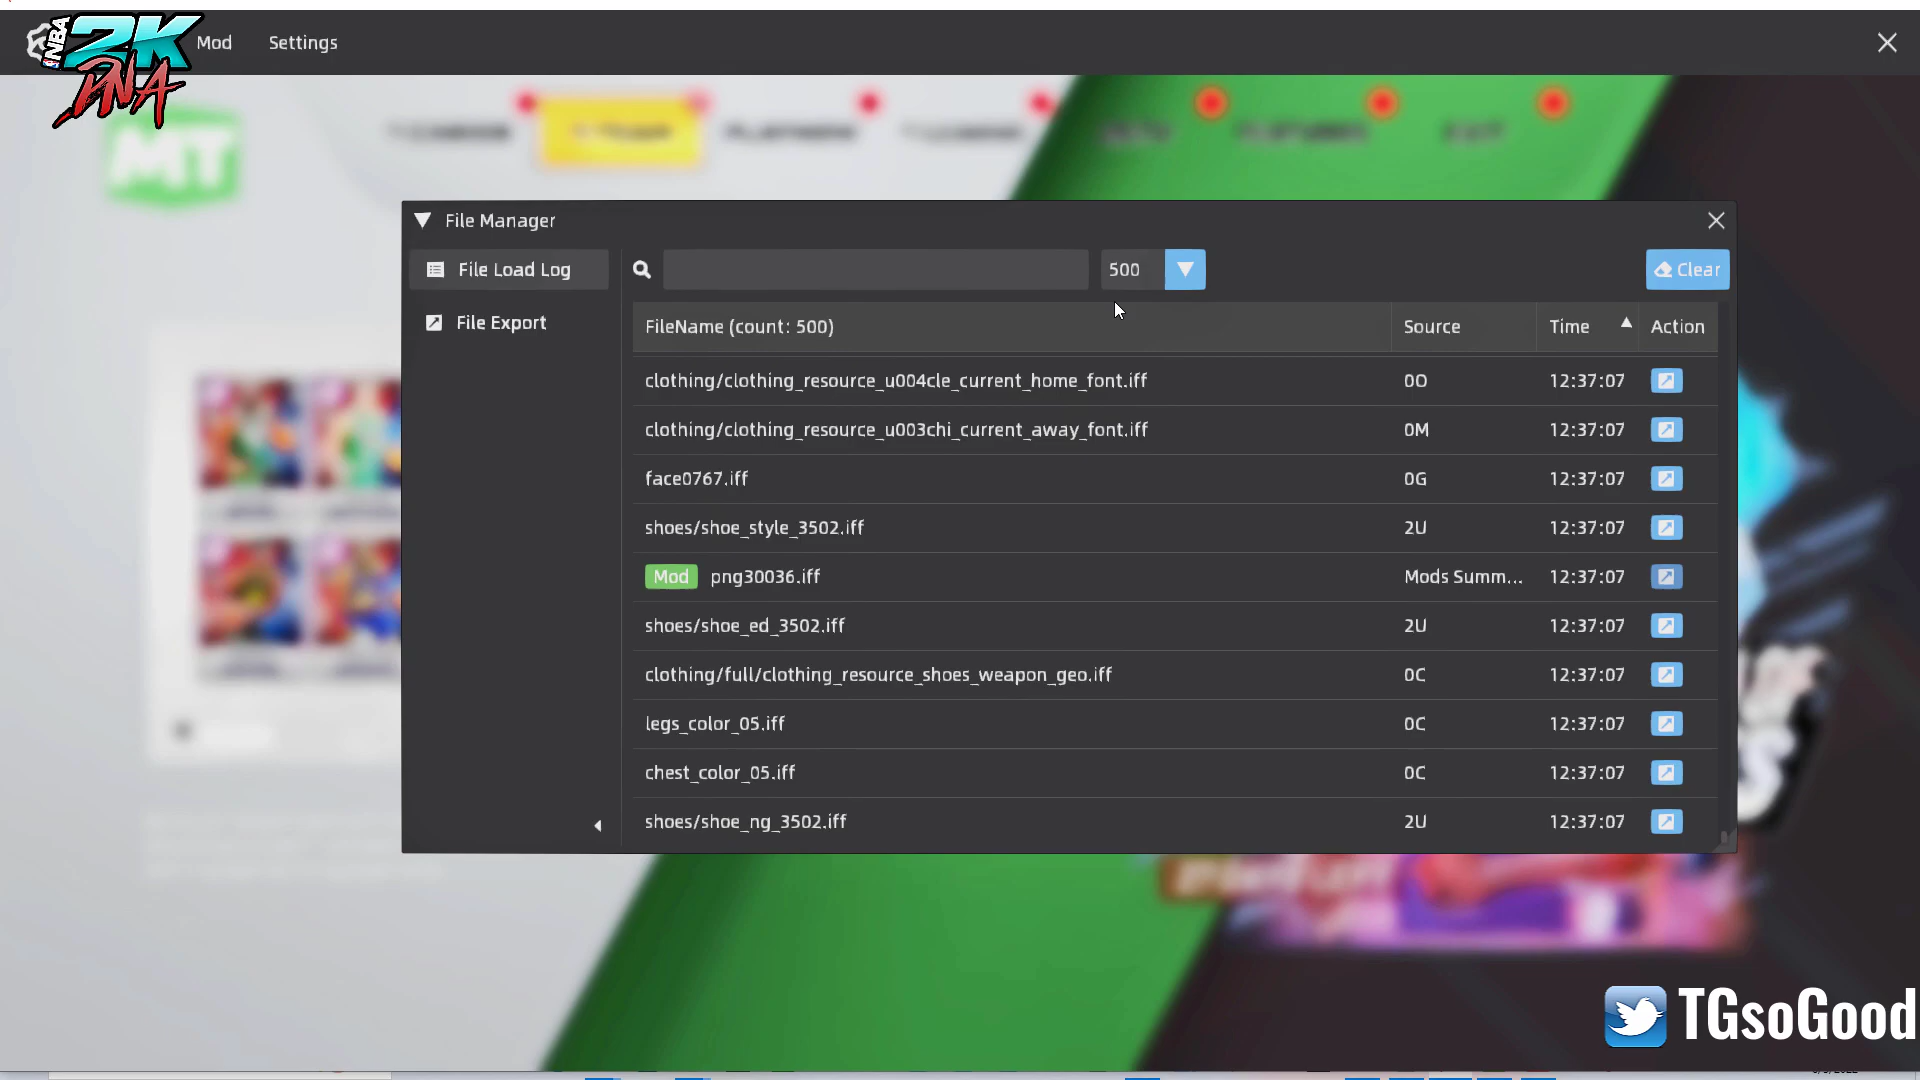 NBA 2K DNA
Mod Settings
MT
File Manager
File Load Log
File Export
500
Clear
FileName (count: 500) Source Time Action
clothing/clothing_resource_u004cle_current_home_font.iff 0O 12:37:07
clothing/clothing_resource_u003chi_current_away_font.iff 0M 12:37:07
face0767.iff 0G 12:37:07
shoes/shoe_style_3502.iff 2U 12:37:07
Mod png30036.iff Mods Summ... 12:37:07
shoes/shoe_ed_3502.iff 2U 12:37:07
clothing/full/clothing_resource_shoes_weapon_geo.iff 0C 12:37:07
legs_color_05.iff 0C 12:37:07
chest_color_05.iff 0C 12:37:07
shoes/shoe_ng_3502.iff 2U 12:37:07
TGsoGood